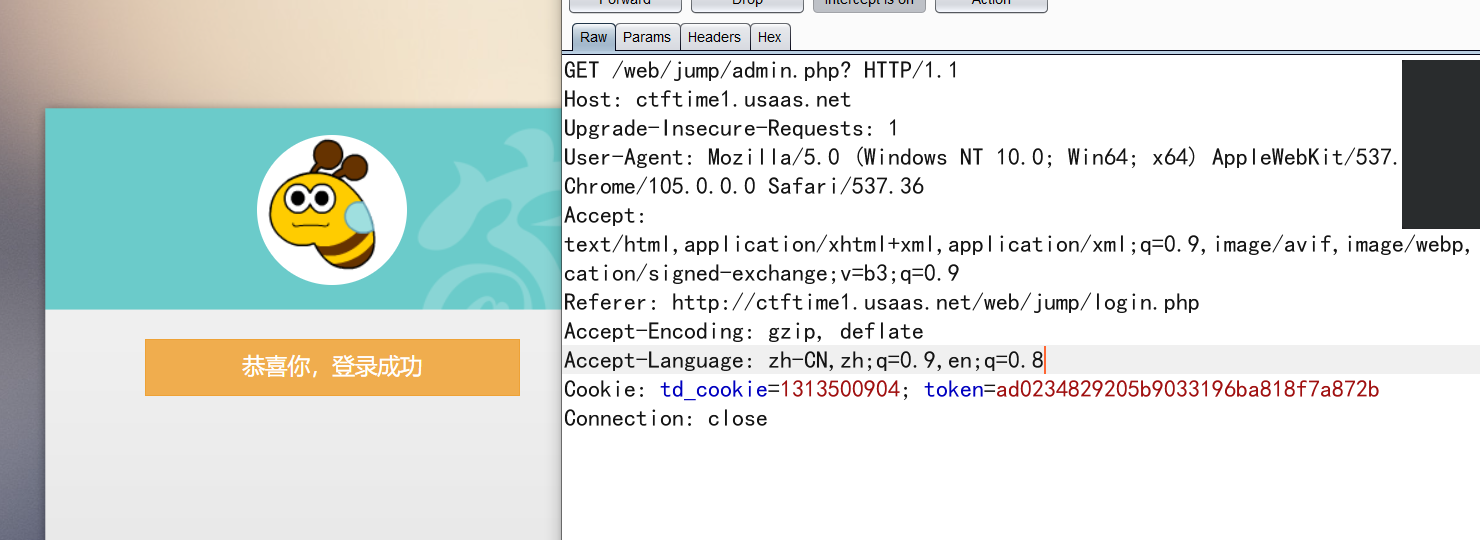 Forward Drop Intercept is on Action
Raw Params Headers Hex
GET /web/jump/admin.php? HTTP/1.1
Host: ctftime1.usaas.net
Upgrade-Insecure-Requests: 1
User-Agent: Mozilla/5.0 (Windows NT 10.0; Win64; x64) AppleWebKit/537.
Chrome/105.0.0.0 Safari/537.36
Accept:
text/html,application/xhtml+xml,application/xml;q=0.9,image/avif,image/webp,
cation/signed-exchange;v=b3;q=0.9
Referer: http://ctftime1.usaas.net/web/jump/login.php
Accept-Encoding: gzip, deflate
Accept-Language: zh-CN,zh;q=0.9,en;q=0.8
Cookie: td_cookie=1313500904; token=ad0234829205b9033196ba818f7a872b
Connection: close
恭喜你，登录成功